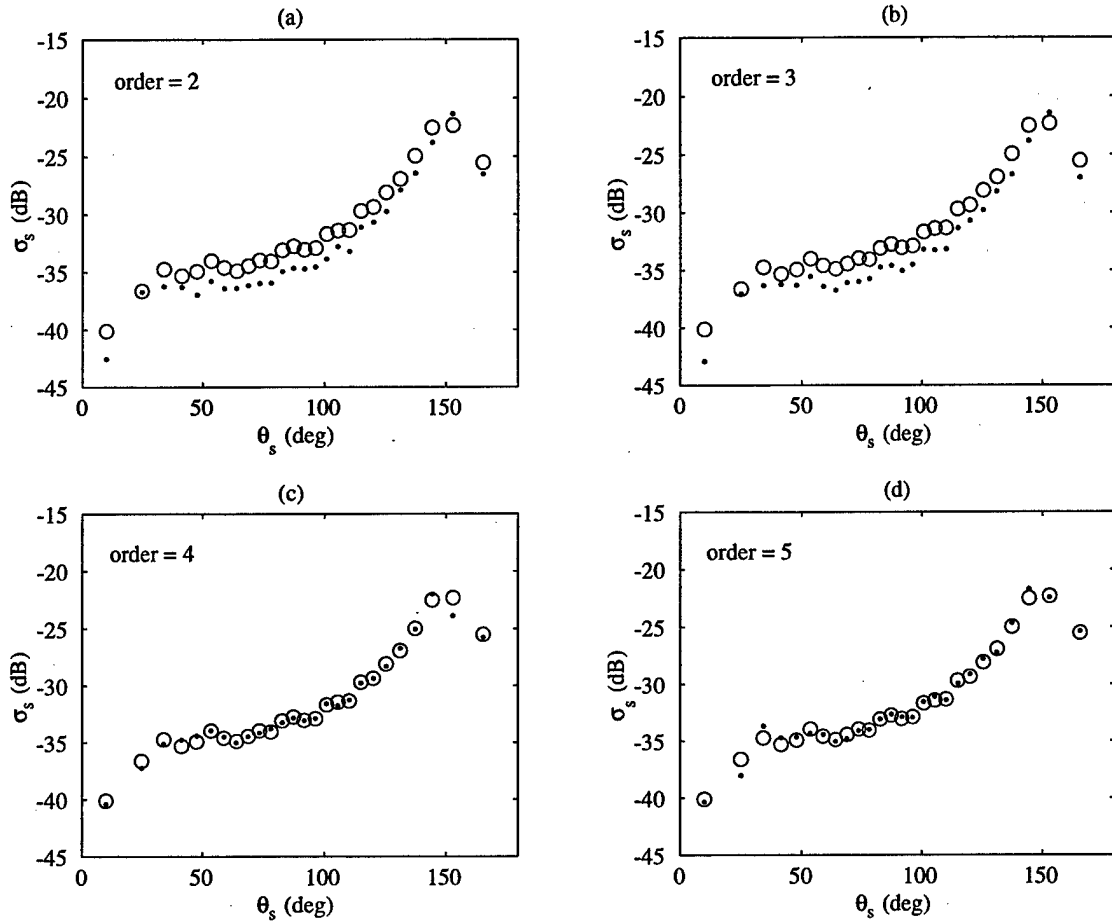 (a)
order = 2
-15
-20
-25
-30
-35
-40
-45
σs (dB)
0
50
100
150
θs (deg)
(b)
order = 3
-15
-20
-25
-30
-35
-40
-45
σs (dB)
0
50
100
150
θs (deg)
(c)
order = 4
-15
-20
-25
-30
-35
-40
-45
σs (dB)
0
50
100
150
θs (deg)
(d)
order = 5
-15
-20
-25
-30
-35
-40
-45
σs (dB)
0
50
100
150
θs (deg)